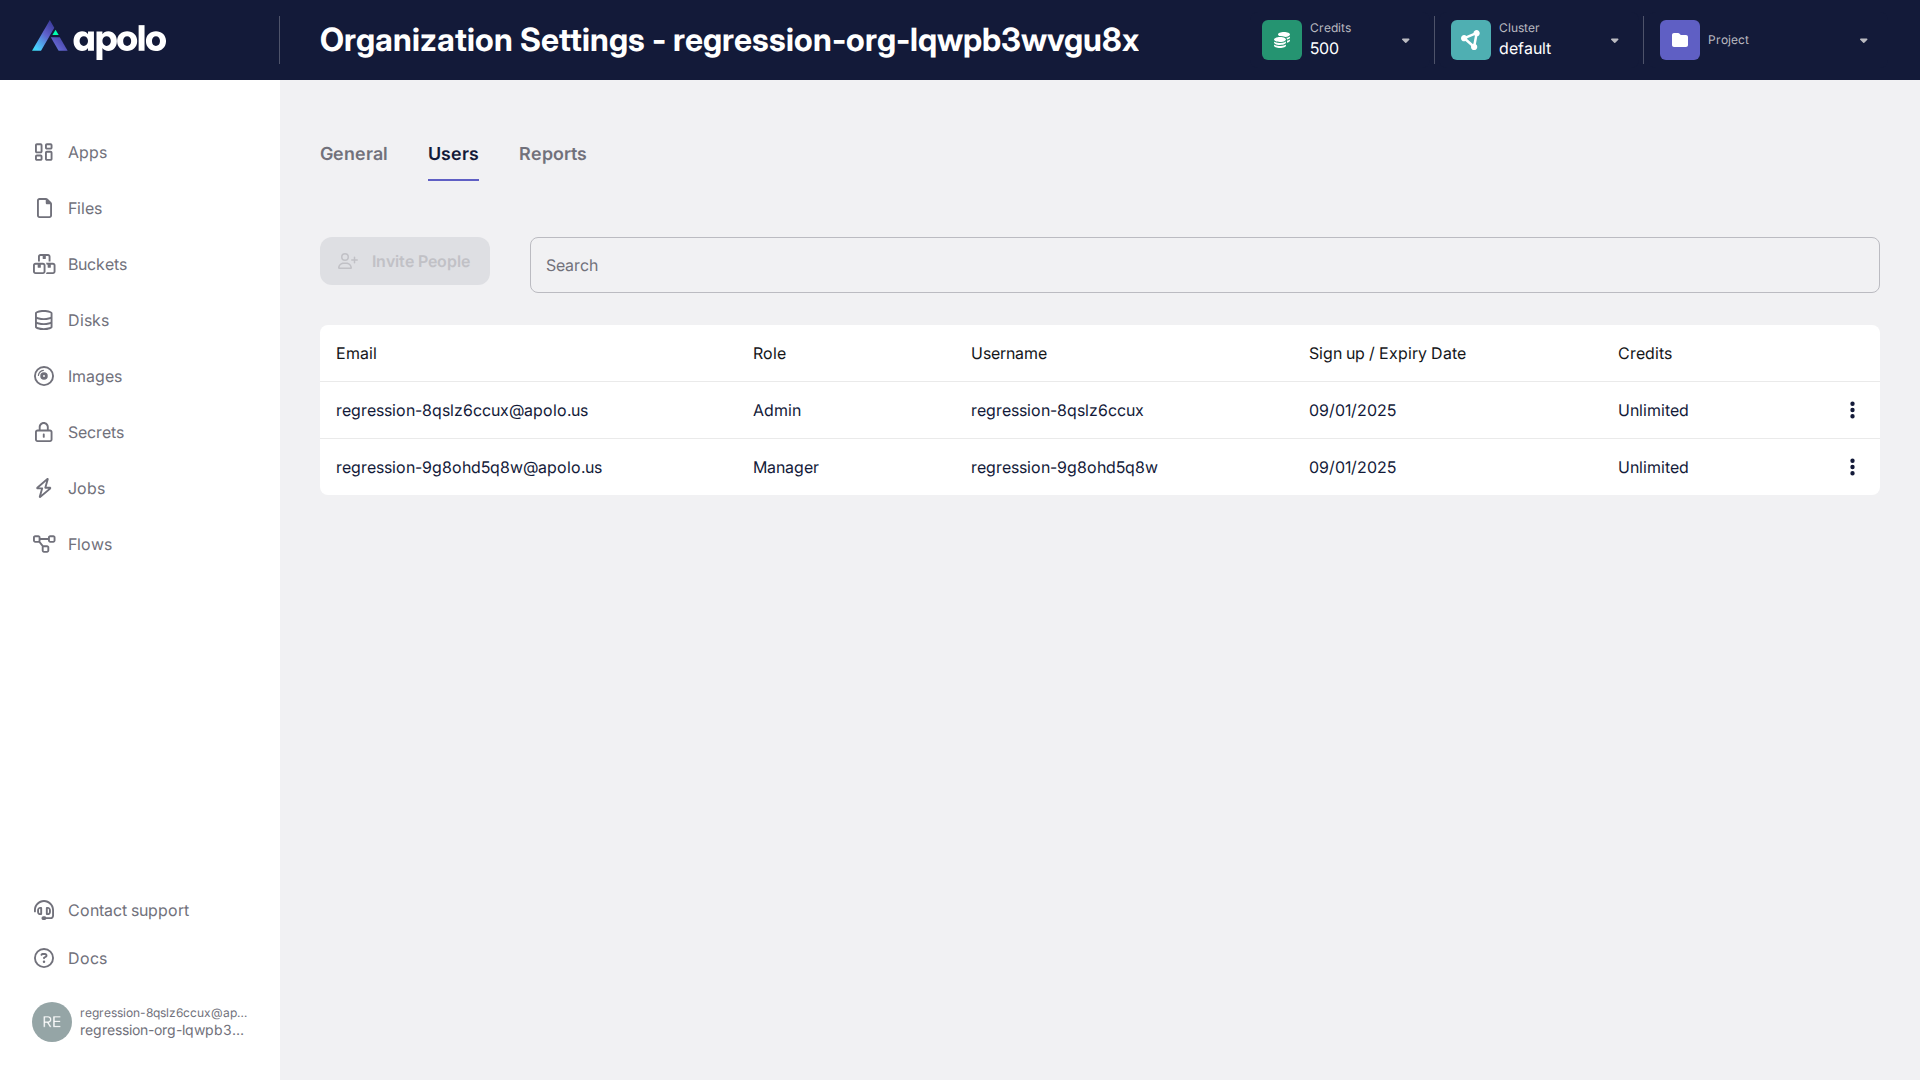 apolo
Organization Settings - regression-org-lqwpb3wvgu8x
Credits
500
Cluster
default
Project
Apps
Files
Buckets
Disks
Images
Secrets
Jobs
Flows
General Users Reports
Invite People
Search
Email Role Username Sign up / Expiry Date Credits
regression-8qslz6ccux@apolo.us Admin regression-8qslz6ccux 09/01/2025 Unlimited
regression-9g8ohd5q8w@apolo.us Manager regression-9g8ohd5q8w 09/01/2025 Unlimited
Contact support
Docs
RE
regression-8qslz6ccux@ap...
regression-org-lqwpb3...